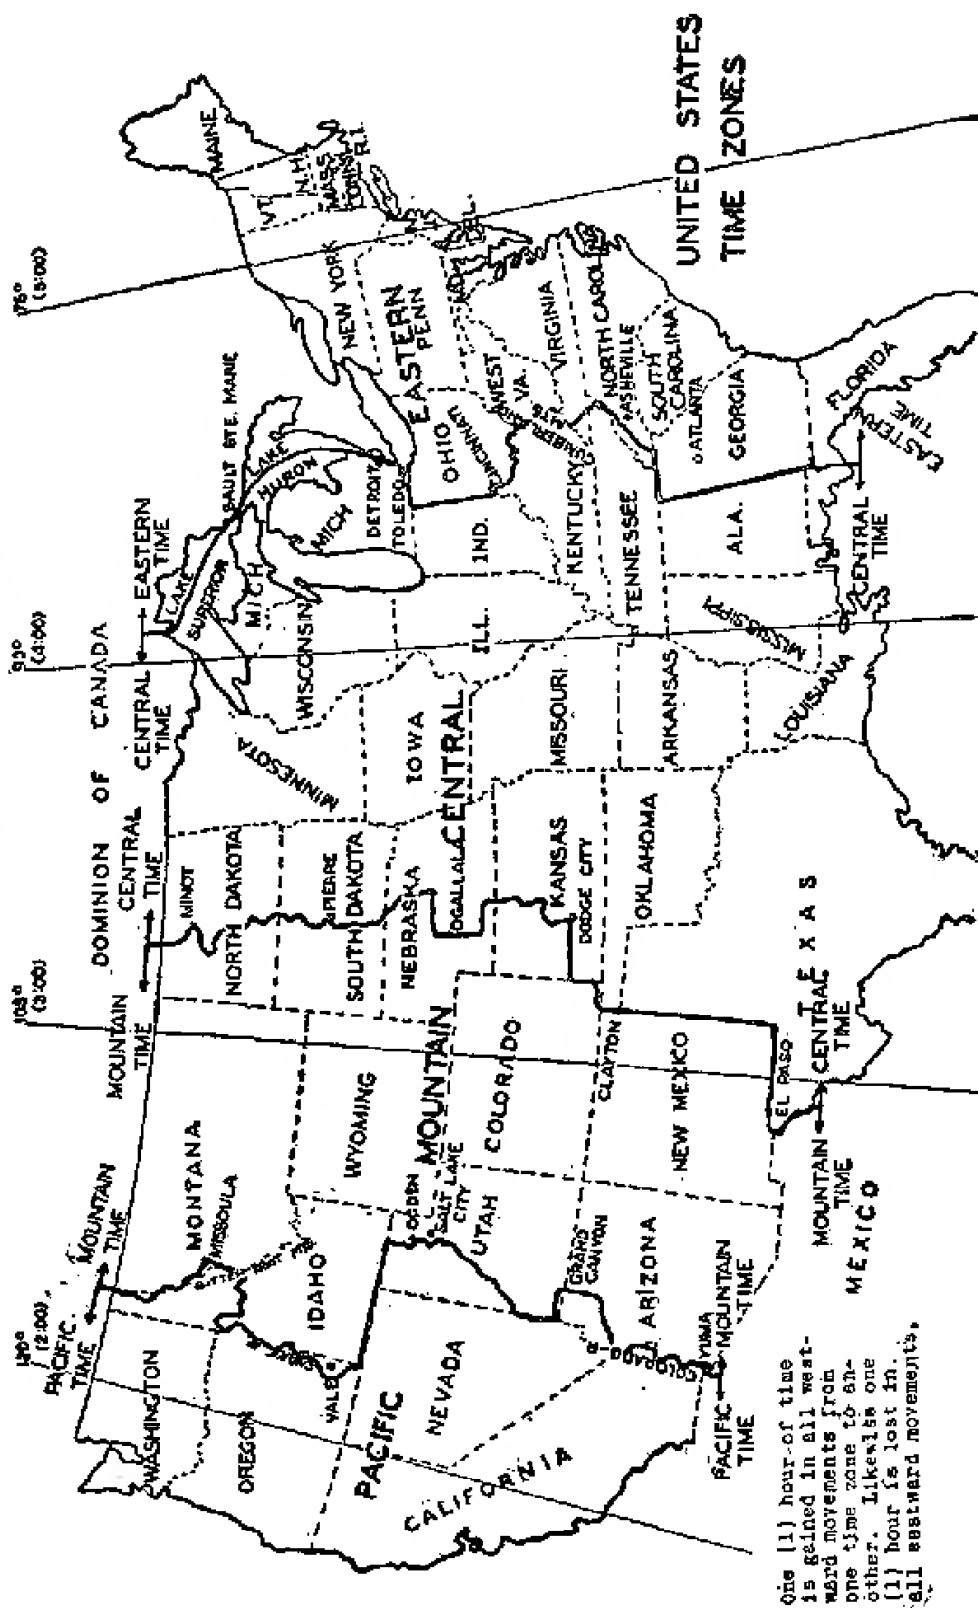 75°
(5:00)
90°
(4:00)
105°
(3:00)
120°
(2:00)
DOMINION OF CANADA
PACIFIC
TIME
MOUNTAIN
TIME
MOUNTAIN
TIME
CENTRAL
TIME
CENTRAL
TIME
EASTERN
TIME
WASHINGTON
OREGON
VALE
IDAHO
MONTANA
MISSOULA
WYOMING
NORTH DAKOTA
MINOT
SOUTH DAKOTA
PIERRE
NEBRASKA
OGALLALA
MINNESOTA
WISCONSIN
IOWA
MICH
MICH
LAKE
SUPERIOR
LAKE
HURON
SAULT STE. MARIE
DETROIT
TOLEDO
MAINE
VT.
N.H.
MASS
CONN
R.I.
NEW YORK
PENN
N.J.
DEL.
MD.
OHIO
CINCINNATI
IND.
ILL.
WEST
VA.
VIRGINIA
KENTUCKY
TENNESSEE
NORTH CAROLINA
ASHEVILLE
SOUTH
CAROLINA
ATLANTA
GEORGIA
ALA.
MISSISSIPPI
FLORIDA
LOUISIANA
ARKANSAS
MISSOURI
KANSAS
DODGE CITY
OKLAHOMA
TEXAS
EL PASO
NEW MEXICO
CLAYTON
COLORADO
UTAH
OGDEN
SALT LAKE
CITY
GRAND
CANYON
ARIZONA
YUMA
COLORADO R.
NEVADA
CALIFORNIA
PACIFIC
MOUNTAIN
CENTRAL
EASTERN
PACIFIC
TIME
MOUNTAIN
TIME
MOUNTAIN
TIME
CENTRAL
TIME
CENTRAL
TIME
EASTERN
TIME
MEXICO
UNITED STATES
TIME ZONES
One (1) hour of time
is gained in all west-
ward movements from
one time zone to an-
other. Likewise one
(1) hour is lost in
all eastward movements.